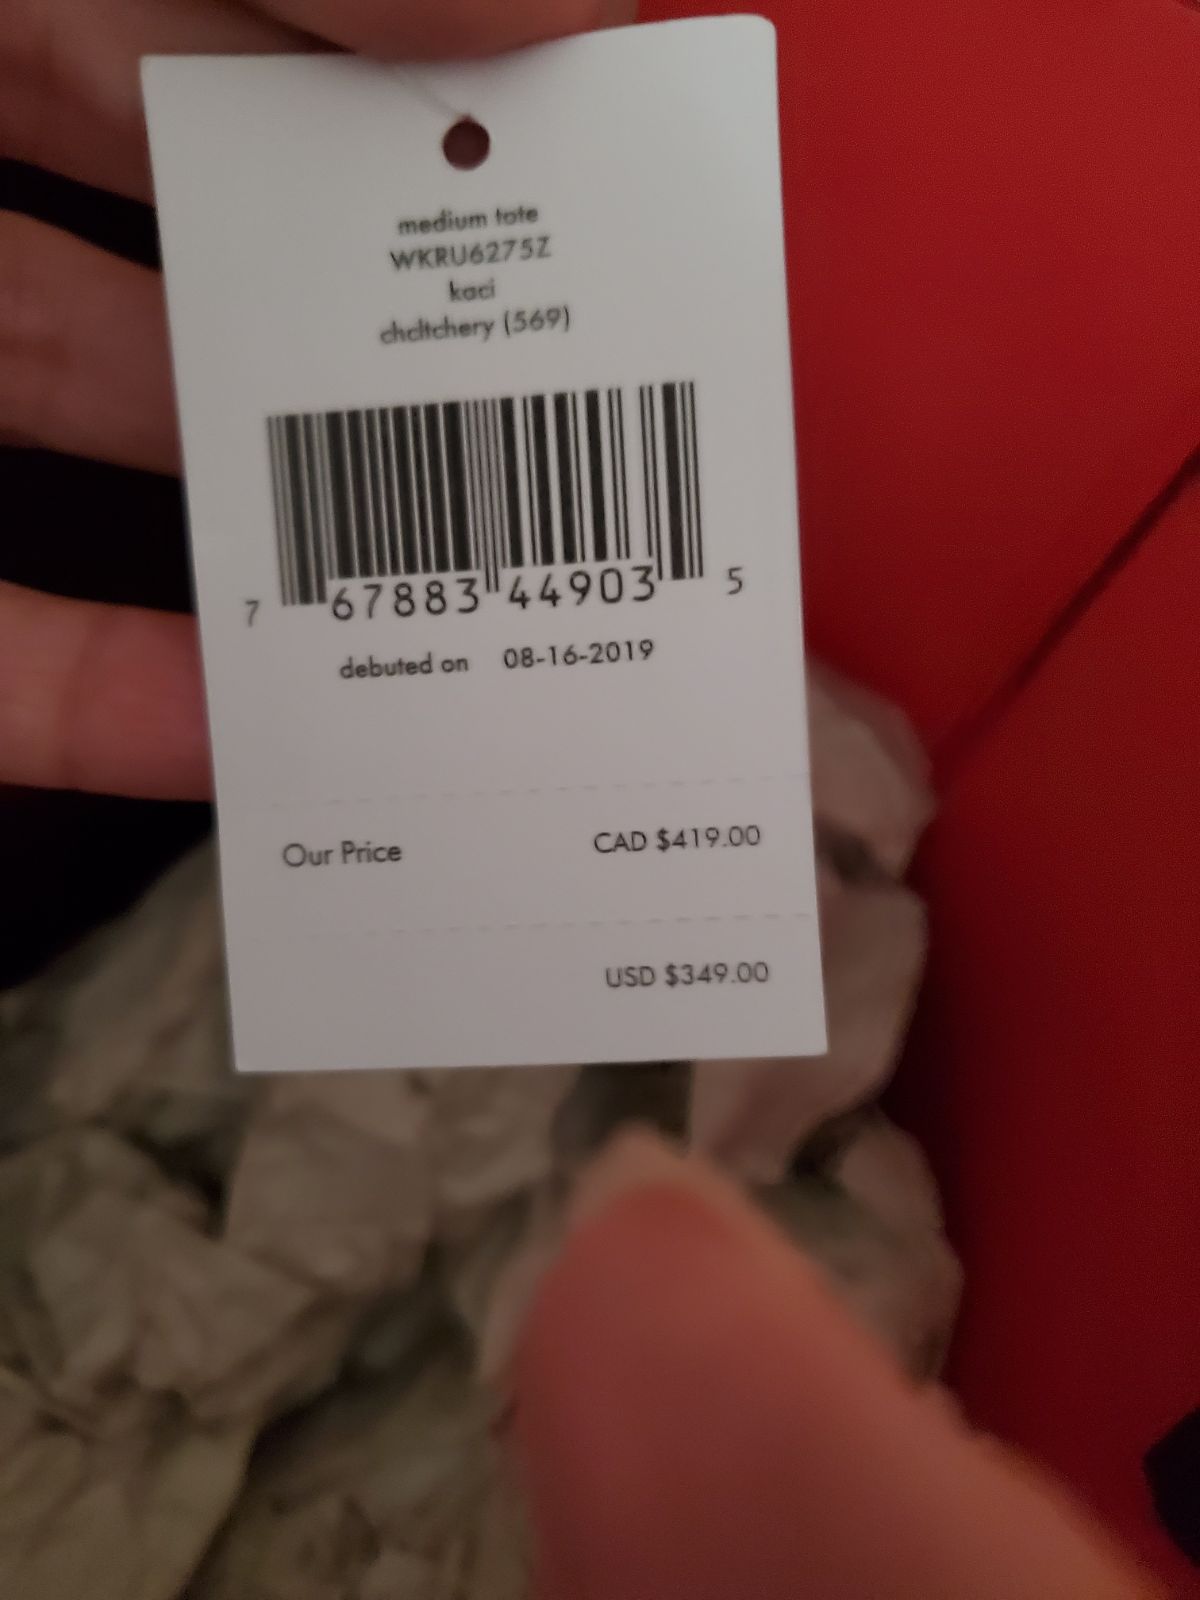 medium tote
WKRU6275Z
kaci
chcltchery (569)
7 67883 44903 5
debuted on 08-16-2019
Our Price CAD $419.00
USD $349.00